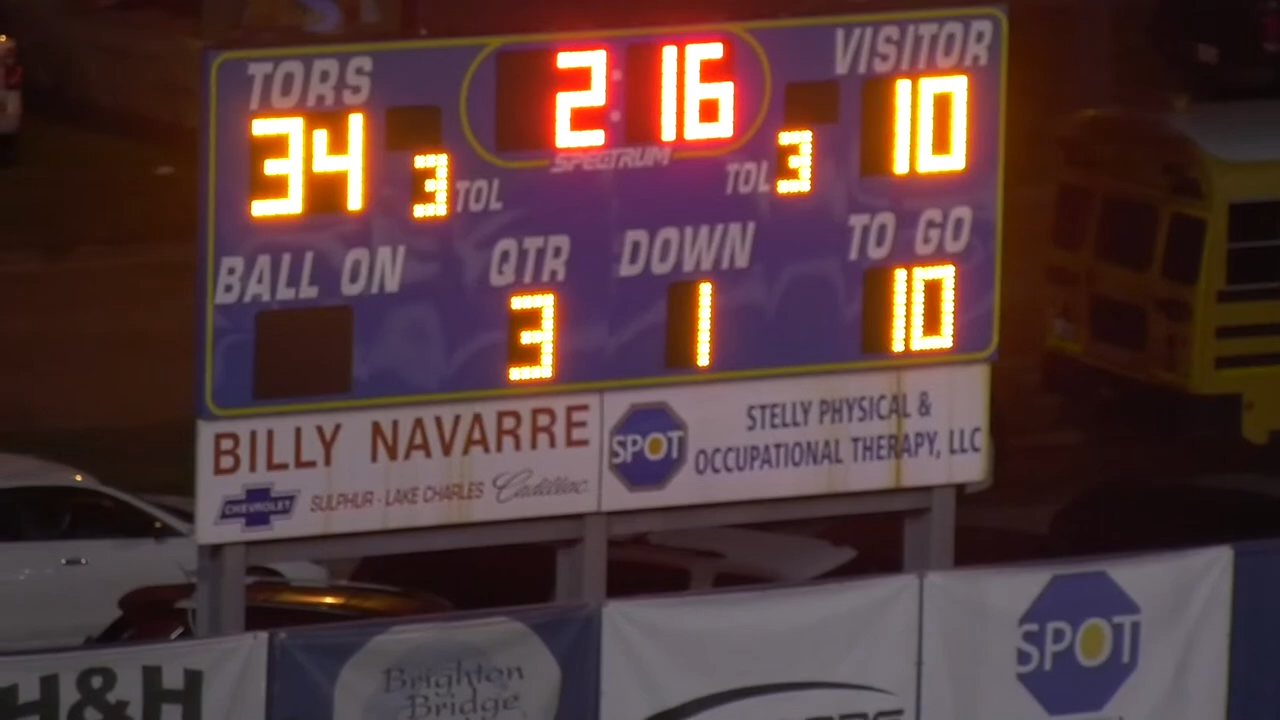 TORS 2:16 VISITOR
34 3 TOL SPECTRUM TOL 3 10
BALL ON QTR DOWN TO GO
3 1 10
BILLY NAVARRE
CHEVROLET SULPHUR - LAKE CHARLES Cadillac
SPOT STELLY PHYSICAL &
OCCUPATIONAL THERAPY, LLC
H&H
Brighton
Bridge
SPOT